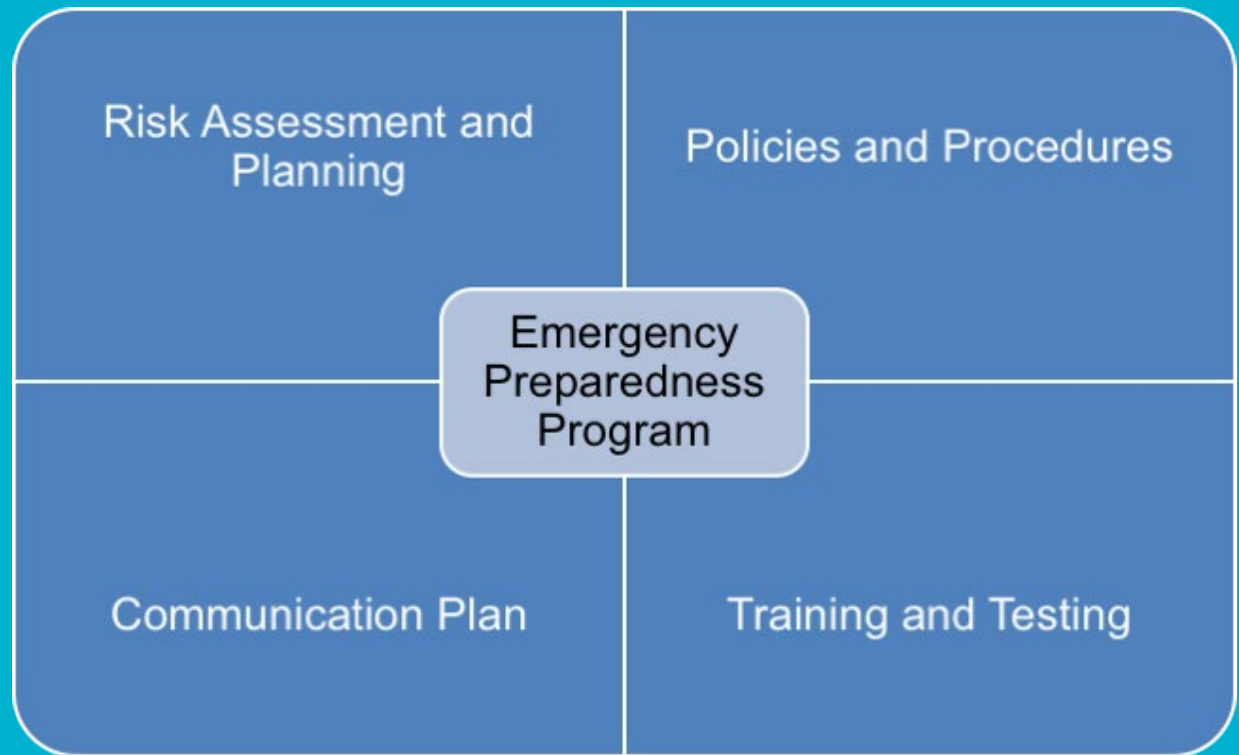 Risk Assessment and
Planning
Policies and Procedures
Emergency
Preparedness
Program
Communication Plan
Training and Testing